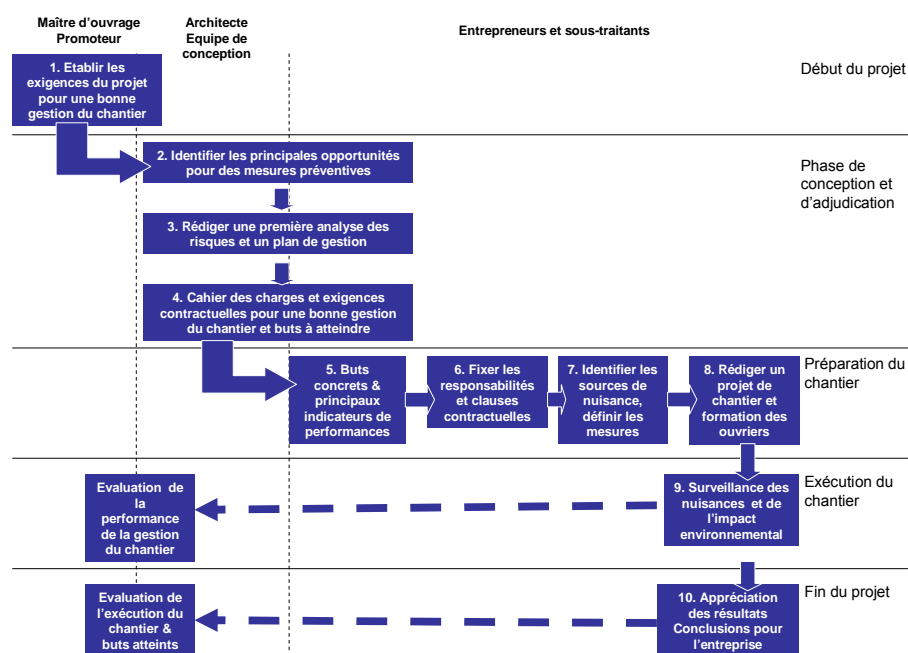 Maître d'ouvrage
Promoteur
Architecte
Equipe de
conception
Entrepreneurs et sous-traitants
1. Etablir les
exigences du projet
pour une bonne
gestion du chantier
Début du projet
2. Identifier les principales opportunités
pour des mesures préventives
Phase de
conception et
d'adjudication
3. Rédiger une première analyse des
risques et un plan de gestion
4. Cahier des charges et exigences
contractuelles pour une bonne gestion
du chantier et buts à atteindre
5. Buts
concrets &
principaux
indicateurs de
performances
6. Fixer les
responsabilités
et clauses
contractuelles
7. Identifier les
sources de
nuisance,
définir les
mesures
8. Rédiger un
projet de
chantier et
formation des
ouvriers
Préparation du
chantier
Evaluation de
la
performance
de la gestion
du chantier
9. Surveillance des
nuisances et de
l'impact
environnemental
Exécution du
chantier
Evaluation de
l'exécution du
chantier &
buts atteints
10. Appréciation
des résultats
Conclusions pour
l'entreprise
Fin du projet